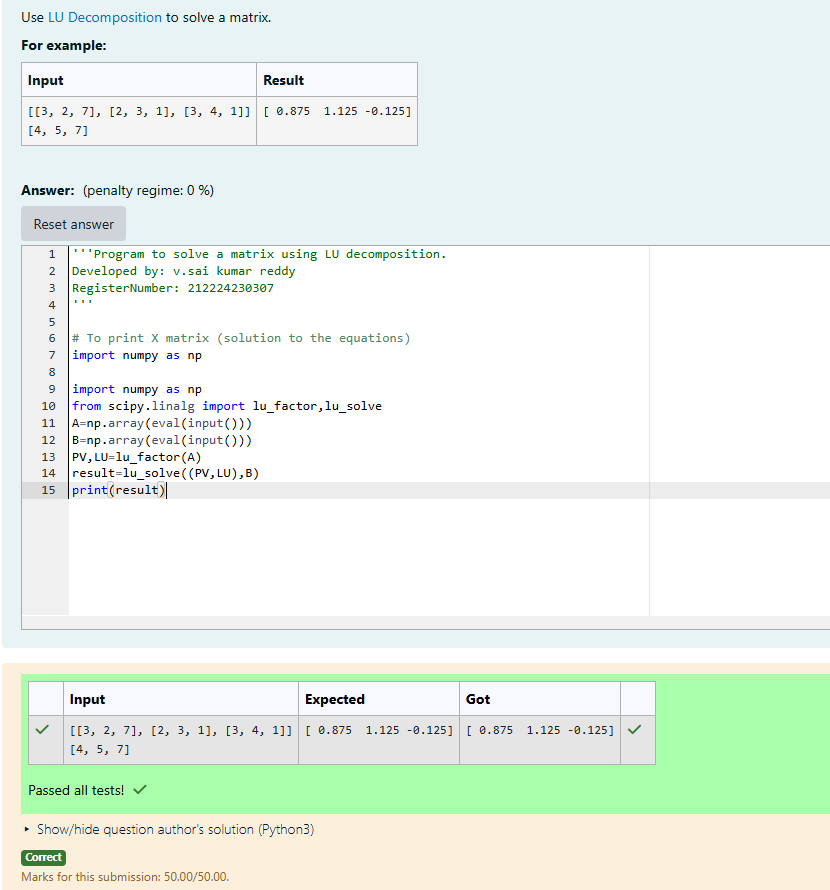 Use LU Decomposition to solve a matrix.
For example:
Input Result
[[3, 2, 7], [2, 3, 1], [3, 4, 1]] [ 0.875  1.125 -0.125]
[4, 5, 7]
Answer: (penalty regime: 0 %)
Reset answer
1 '''Program to solve a matrix using LU decomposition.
2 Developed by: v.sai kumar reddy
3 RegisterNumber: 212224230307
4 '''
5
6 # To print X matrix (solution to the equations)
7 import numpy as np
8
9 import numpy as np
10 from scipy.linalg import lu_factor,lu_solve
11 A=np.array(eval(input()))
12 B=np.array(eval(input()))
13 PV,LU=lu_factor(A)
14 result=lu_solve((PV,LU),B)
15 print(result)
Input Expected Got
[[3, 2, 7], [2, 3, 1], [3, 4, 1]] [ 0.875  1.125 -0.125] [ 0.875  1.125 -0.125]
[4, 5, 7]
Passed all tests!
Show/hide question author's solution (Python3)
Correct
Marks for this submission: 50.00/50.00.